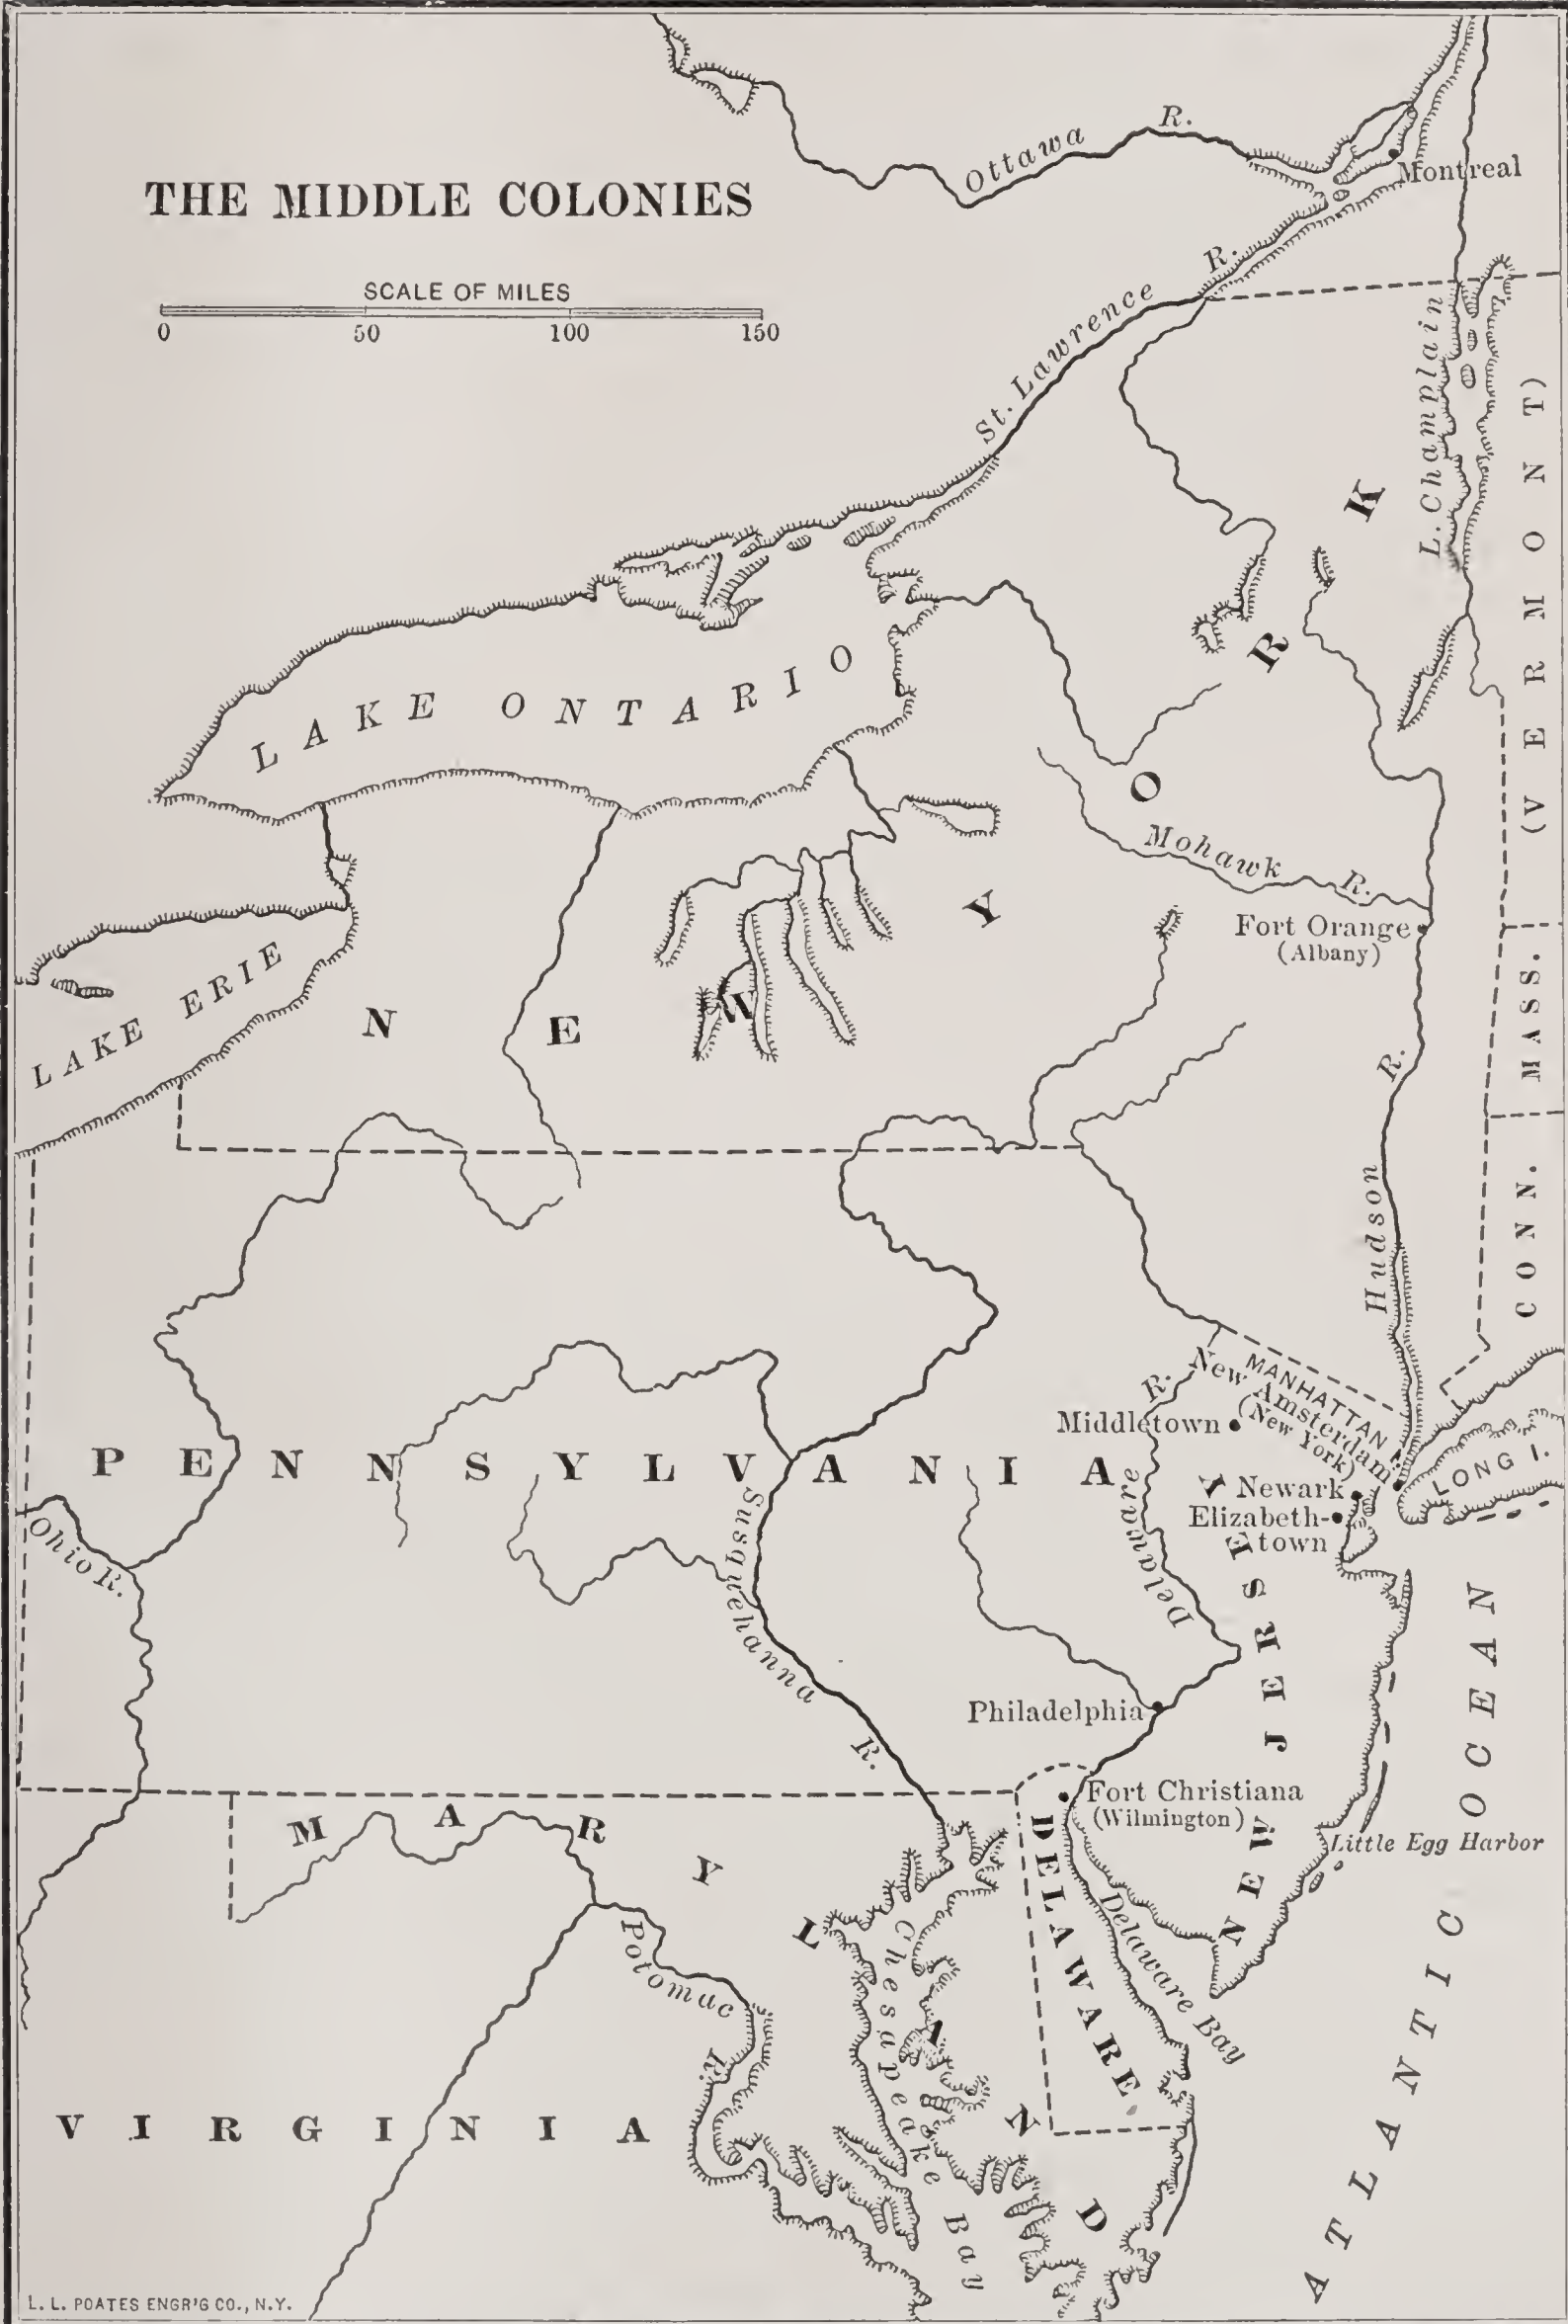 THE MIDDLE COLONIES
SCALE OF MILES
0 50 100 150
Ottawa R.
Montreal
St. Lawrence R.
L. Champlain
(VERMONT)
LAKE ONTARIO
LAKE ERIE
NEW YORK
Mohawk R.
Fort Orange
(Albany)
MASS.
CONN.
Hudson R.
MANHATTAN
New Amsterdam
(New York)
LONG I.
Middletown
Newark
Elizabeth-
town
PENNSYLVANIA
Ohio R.
Susquehanna R.
Delaware R.
Philadelphia
NEW JERSEY
Fort Christiana
(Wilmington)
Little Egg Harbor
DELAWARE
Delaware Bay
MARYLAND
Potomac R.
Chesapeake Bay
VIRGINIA
ATLANTIC OCEAN
L. L. POATES ENGR'G CO., N.Y.